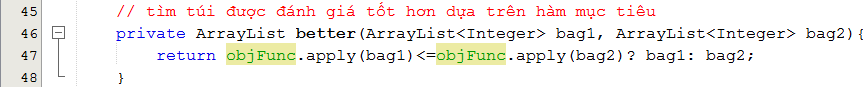 45 // tìm túi được đánh giá tốt hơn dựa trên hàm mục tiêu
46 private ArrayList better(ArrayList<Integer> bag1, ArrayList<Integer> bag2){
47 return objFunc.apply(bag1)<=objFunc.apply(bag2)? bag1: bag2;
48 }